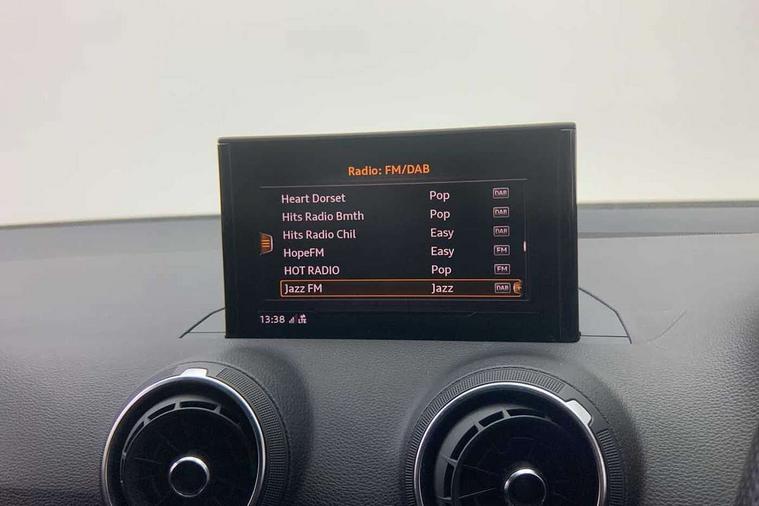 Radio: FM/DAB
Heart Dorset Pop DAB
Hits Radio Bmth Pop DAB
Hits Radio Chil Easy DAB
HopeFM Easy FM
HOT RADIO Pop FM
Jazz FM Jazz DAB
13:38 LTE